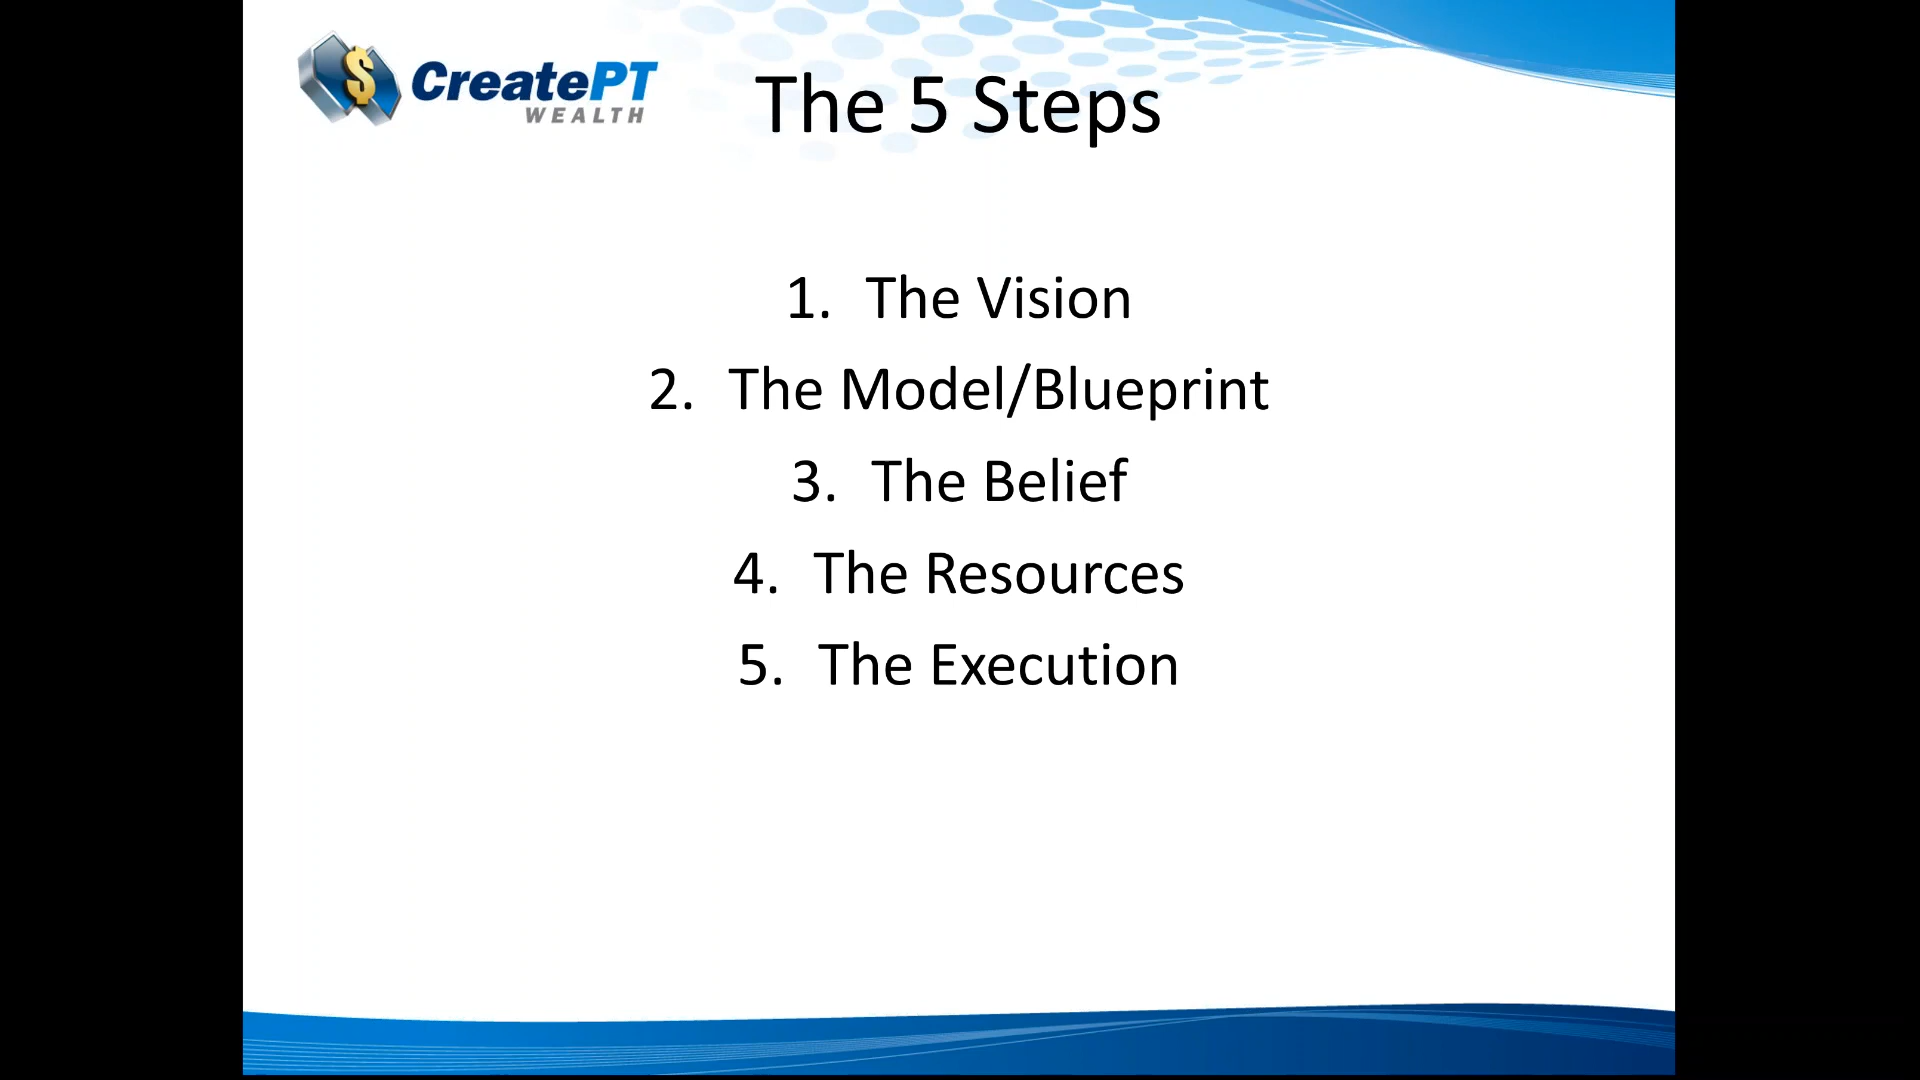 CreatePT
WEALTH
The 5 Steps
1. The Vision
2. The Model/Blueprint
3. The Belief
4. The Resources
5. The Execution